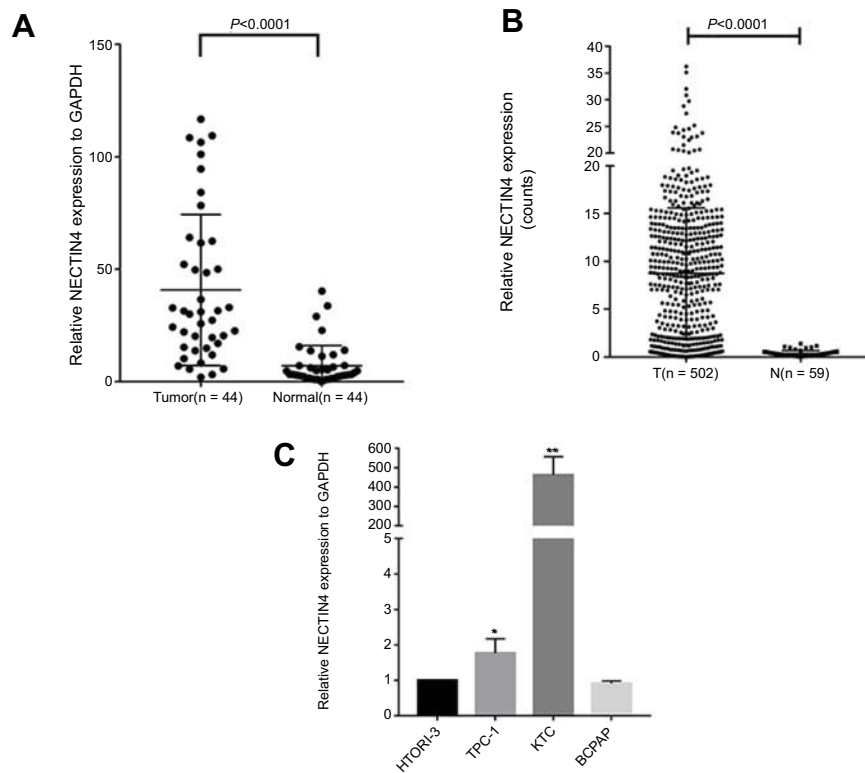 A
P<0.0001
Relative NECTIN4 expression to GAPDH
150
100
50
0
Tumor(n = 44)
Normal(n = 44)
B
P<0.0001
Relative NECTIN4 expression
(counts)
40
35
30
25
20
20
15
10
5
0
T(n = 502)
N(n = 59)
C
Relative NECTIN4 expression to GAPDH
600
500
400
300
200
5
4
3
2
1
0
*
**
HTORI-3
TPC-1
KTC
BCPAP